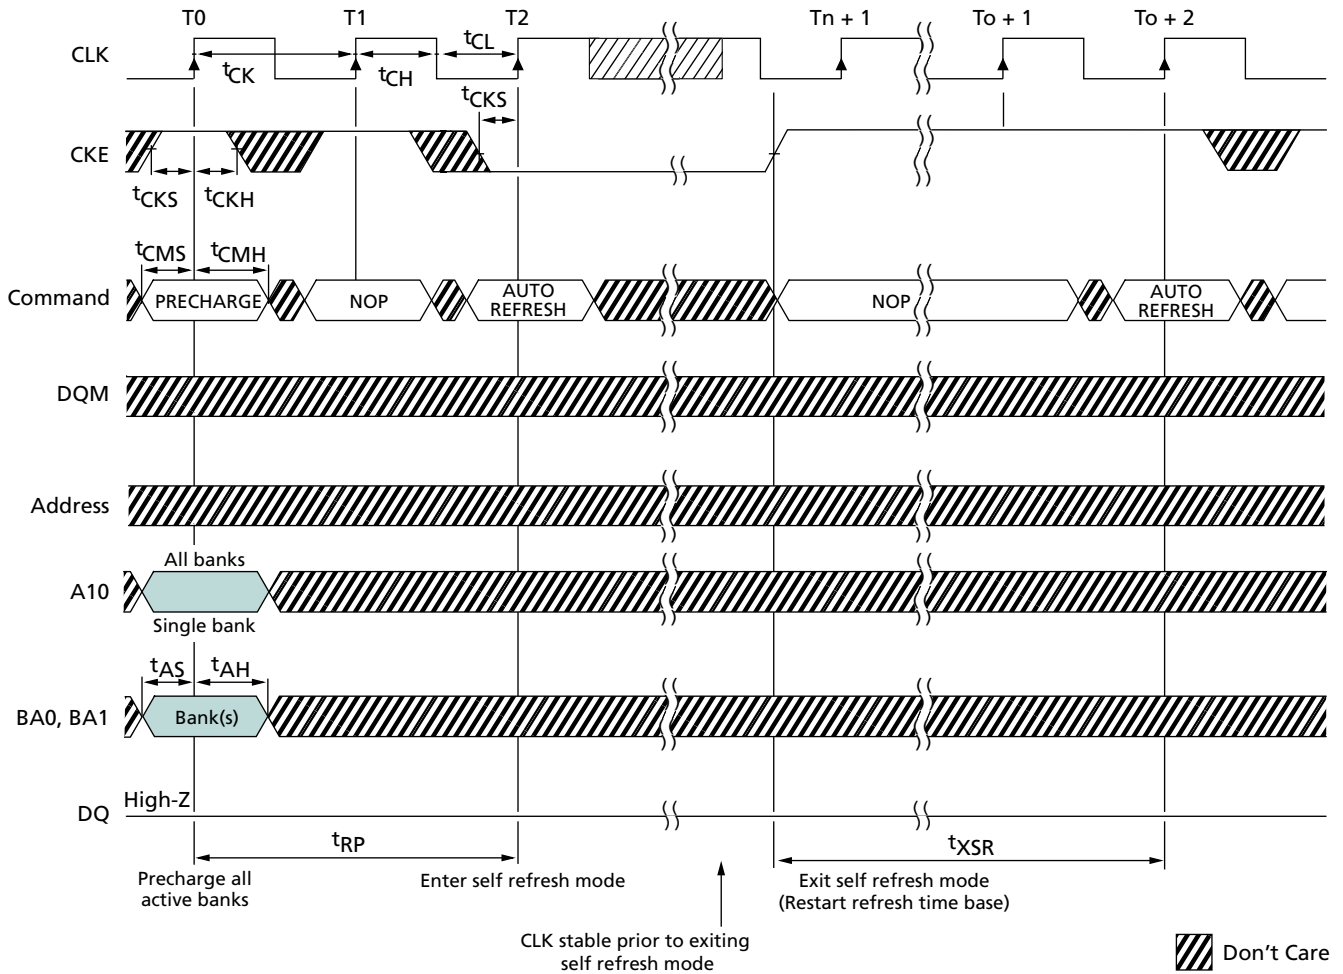 T0 T1 T2 Tn + 1 To + 1 To + 2
CLK
tCK tCH tCL
tCKS
CKE
tCKS tCKH
tCMS tCMH
Command PRECHARGE NOP AUTO REFRESH NOP AUTO REFRESH
DQM
Address
All banks
A10
Single bank
tAS tAH
BA0, BA1 Bank(s)
High-Z
DQ
tRP tXSR
Precharge all
active banks
Enter self refresh mode
Exit self refresh mode
(Restart refresh time base)
CLK stable prior to exiting
self refresh mode
Don't Care